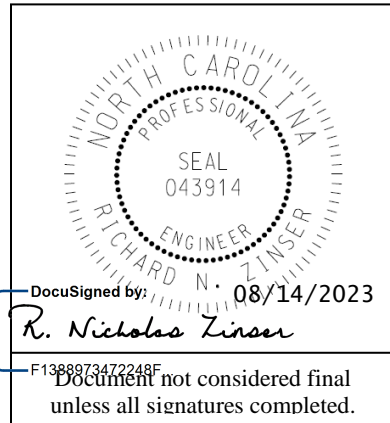 NORTH CAROLINA
PROFESSIONAL
SEAL
043914
ENGINEER
RICHARD N. ZINSER
DocuSigned by:
08/14/2023
R. Nicholas Zinser
F1388973472248F...
Document not considered final
unless all signatures completed.